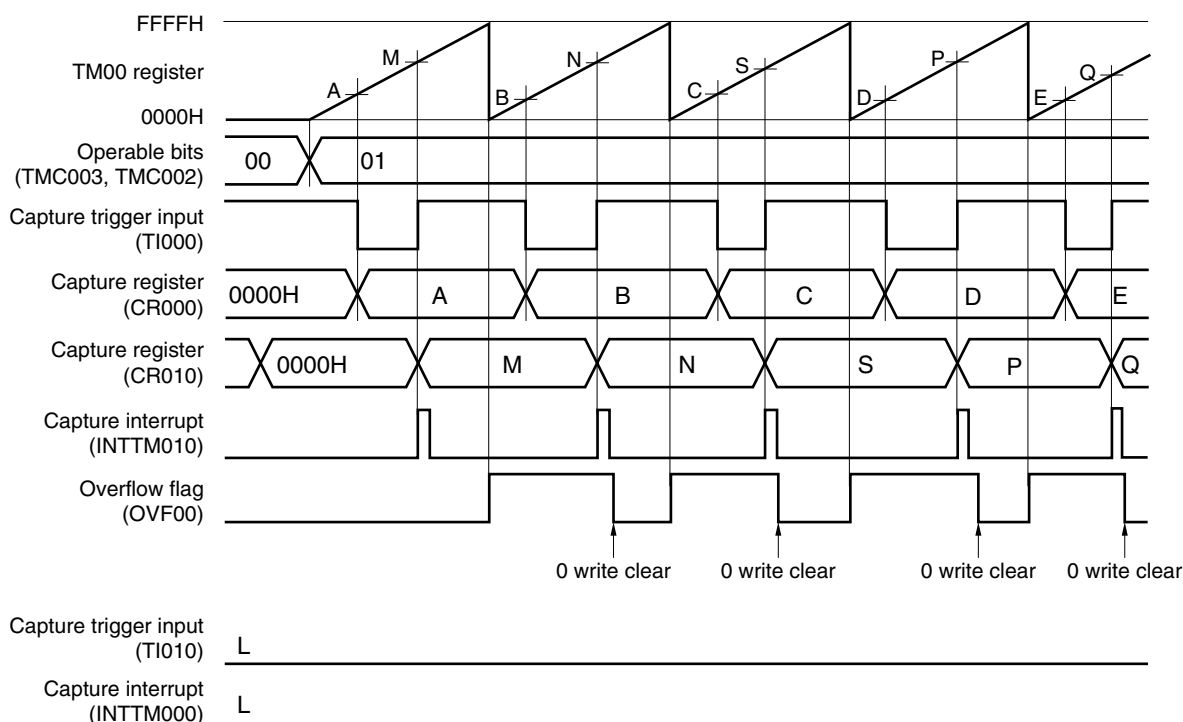 FFFFH
TM00 register
0000H
A M B N C S D P E Q
Operable bits
(TMC003, TMC002)
00 01
Capture trigger input
(TI000)
Capture register
(CR000)
0000H A B C D E
Capture register
(CR010)
0000H M N S P Q
Capture interrupt
(INTTM010)
Overflow flag
(OVF00)
0 write clear 0 write clear 0 write clear 0 write clear
Capture trigger input
(TI010)
L
Capture interrupt
(INTTM000)
L